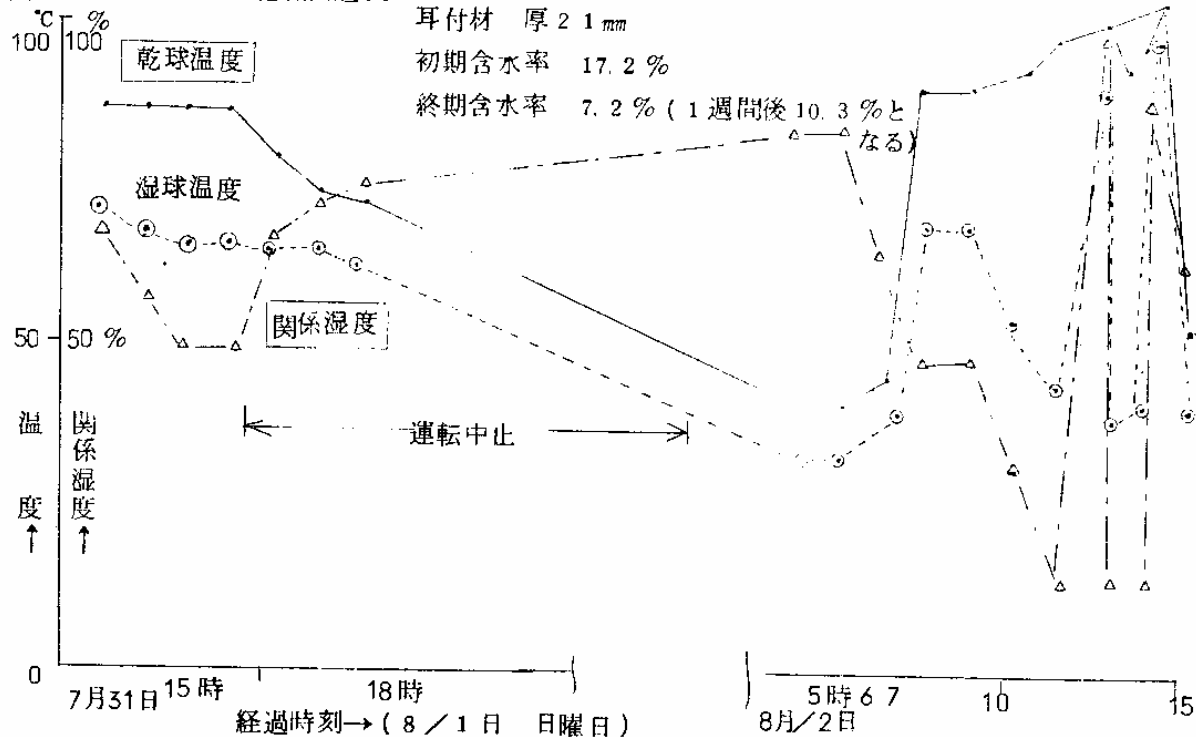 ℃ %
100 100
耳付材 厚21mm
乾球温度
初期含水率 17.2%
終期含水率 7.2%(1週間後10.3%と
なる)
湿球温度
50 50%
関係湿度
運転中止
温度→
関係湿度→
0
7月31日 15時 18時
5時 6 7 10 15
経過時刻→(8/1日 日曜日)
8月/2日